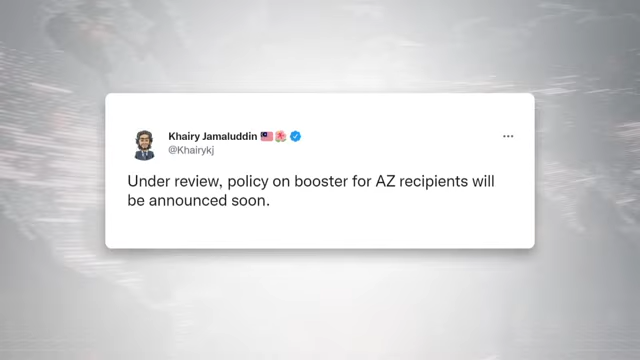 Khairy Jamaluddin 🇲🇾🌺
@Khairykj
Under review, policy on booster for AZ recipients will
be announced soon.